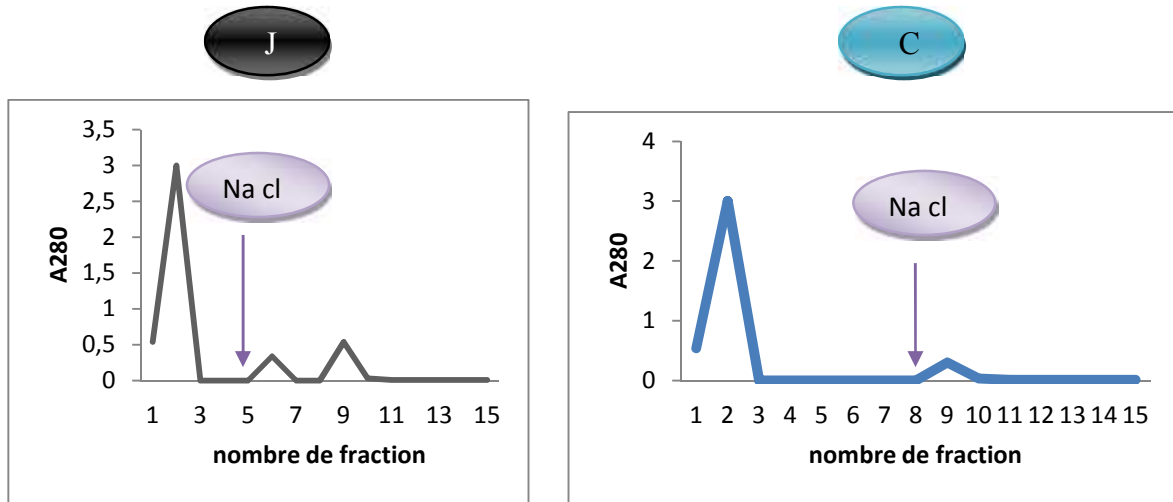 J
C
3,5
3
2,5
2
1,5
1
0,5
0
A280
Na cl
1 3 5 7 9 11 13 15
nombre de fraction
4
3
2
1
0
A280
Na cl
1 2 3 4 5 6 7 8 9 10 11 12 13 14 15
nombre de fraction